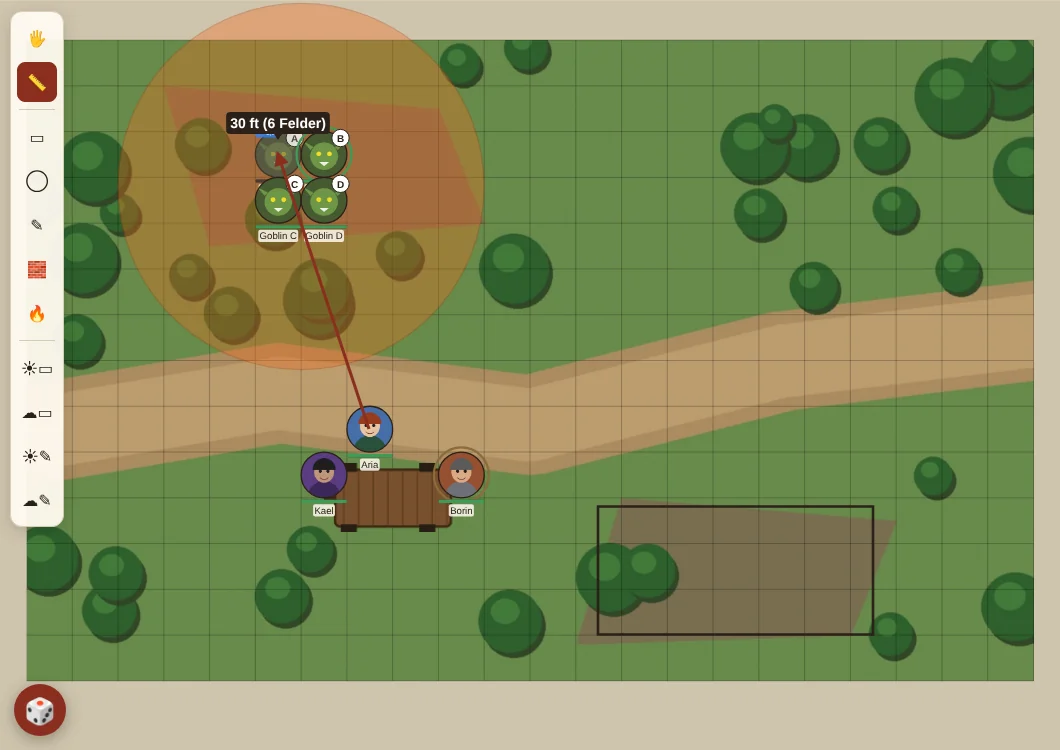 30 ft (6 Felder)
A
B
C
D
Goblin C
Goblin D
Aria
Kael
Borin